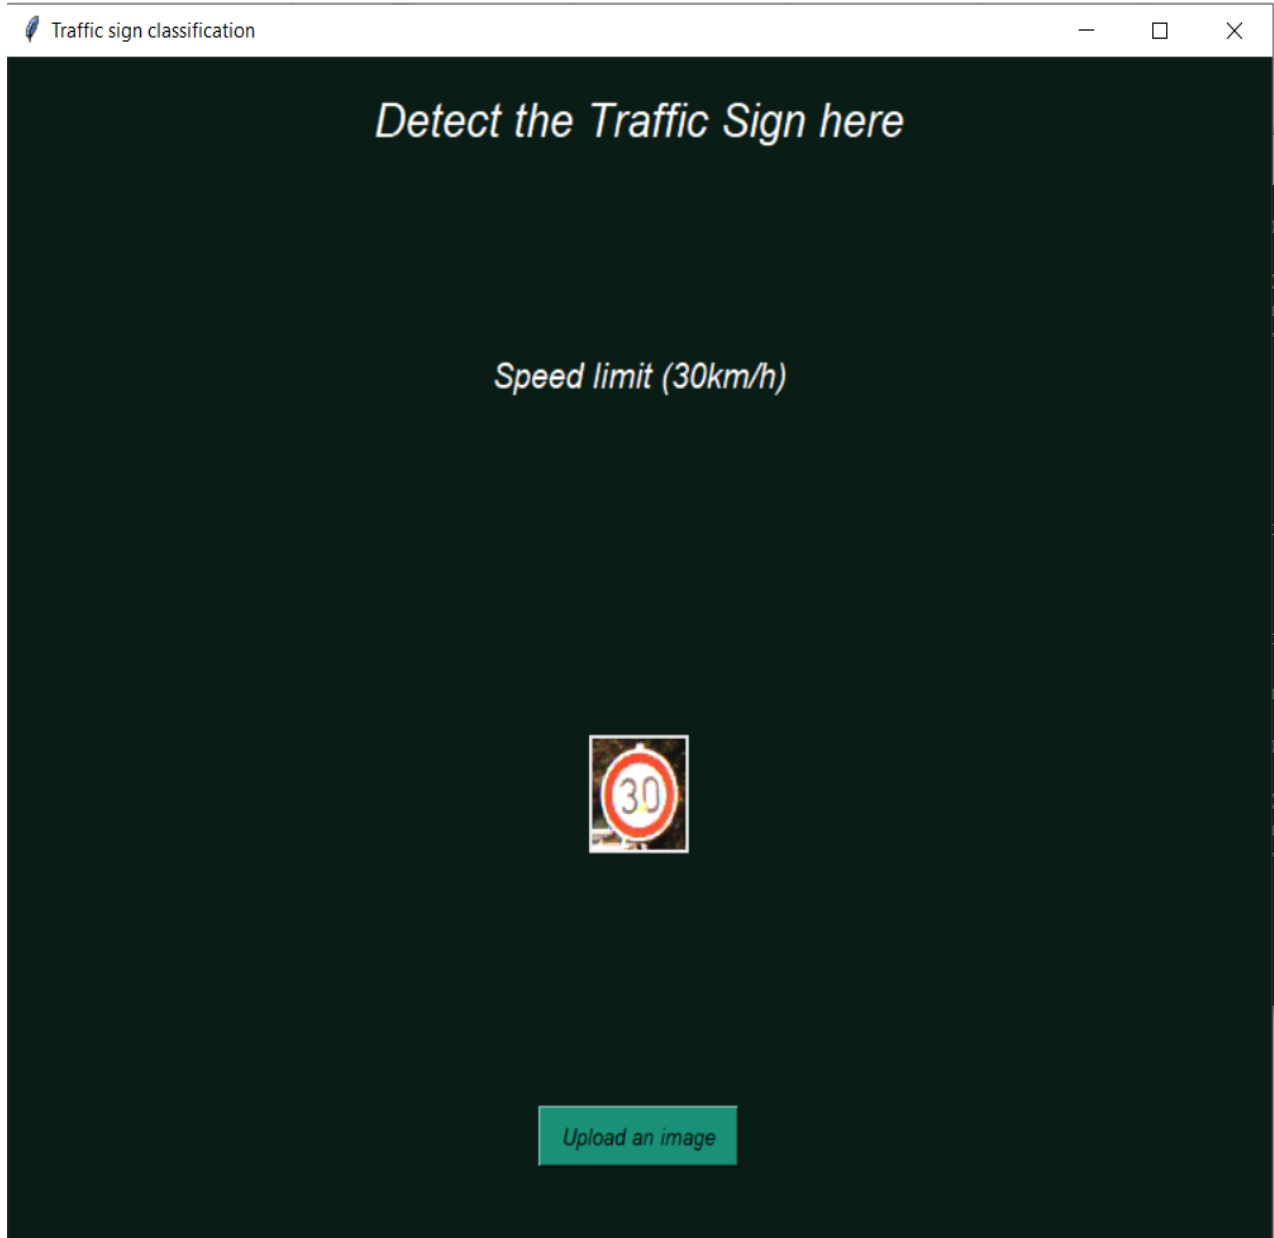 Traffic sign classification
Detect the Traffic Sign here
Speed limit (30km/h)
30
Upload an image